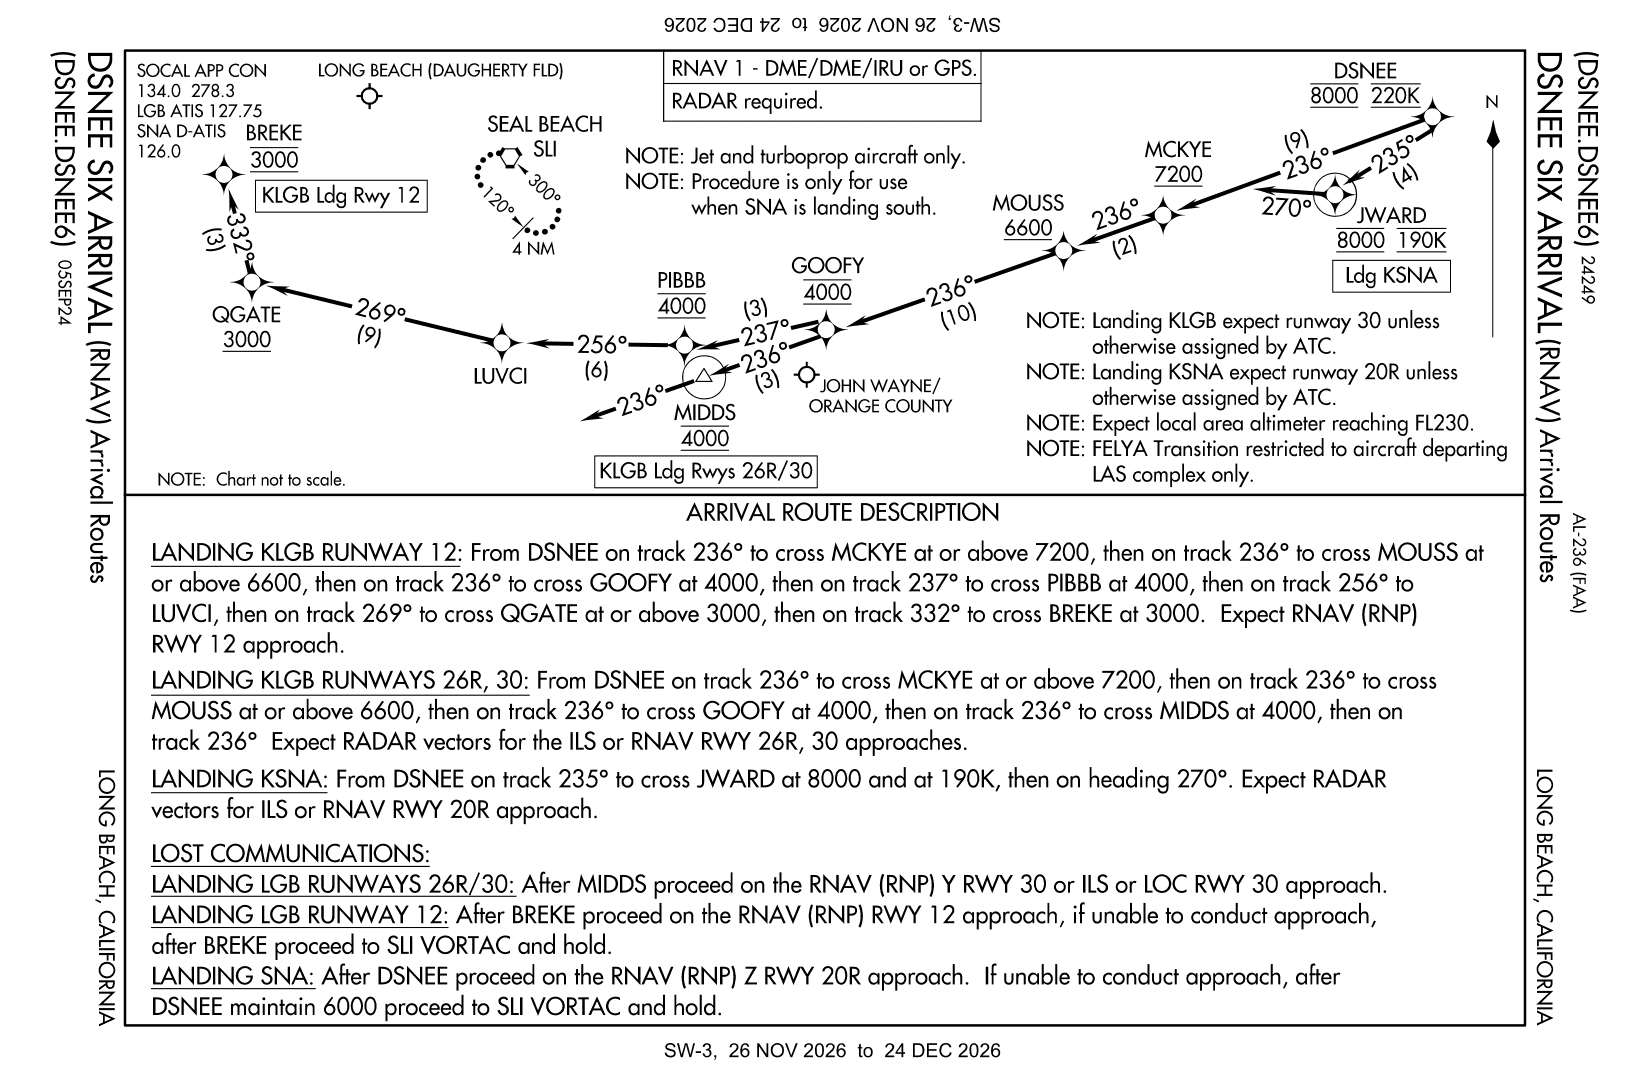 SW-3, 26 NOV 2026 to 24 DEC 2026
(DSNEE.DSNEE6) 05SEP24
DSNEE SIX ARRIVAL (RNAV) Arrival Routes
LONG BEACH, CALIFORNIA
SOCAL APP CON
134.0 278.3
LGB ATIS 127.75
SNA D-ATIS
126.0
LONG BEACH (DAUGHERTY FLD)
RNAV 1 - DME/DME/IRU or GPS.
RADAR required.
BREKE
3000
KLGB Ldg Rwy 12
SEAL BEACH
SLI
300°
120°
4 NM
NOTE: Jet and turboprop aircraft only.
NOTE: Procedure is only for use
when SNA is landing south.
DSNEE
8000 220K
N
(9)
236°
235°
(4)
MCKYE
7200
270°
JWARD
8000 190K
Ldg KSNA
MOUSS
6600
236°
(2)
332°
(3)
QGATE
3000
269°
(9)
LUVCI
256°
(6)
PIBBB
4000
GOOFY
4000
(3)
237°
236°
(3)
236°
(10)
236°
MIDDS
4000
KLGB Ldg Rwys 26R/30
JOHN WAYNE/
ORANGE COUNTY
NOTE: Landing KLGB expect runway 30 unless
otherwise assigned by ATC.
NOTE: Landing KSNA expect runway 20R unless
otherwise assigned by ATC.
NOTE: Expect local area altimeter reaching FL230.
NOTE: FELYA Transition restricted to aircraft departing
LAS complex only.
NOTE: Chart not to scale.
ARRIVAL ROUTE DESCRIPTION
LANDING KLGB RUNWAY 12: From DSNEE on track 236° to cross MCKYE at or above 7200, then on track 236° to cross MOUSS at
or above 6600, then on track 236° to cross GOOFY at 4000, then on track 237° to cross PIBBB at 4000, then on track 256° to
LUVCI, then on track 269° to cross QGATE at or above 3000, then on track 332° to cross BREKE at 3000. Expect RNAV (RNP)
RWY 12 approach.
LANDING KLGB RUNWAYS 26R, 30: From DSNEE on track 236° to cross MCKYE at or above 7200, then on track 236° to cross
MOUSS at or above 6600, then on track 236° to cross GOOFY at 4000, then on track 236° to cross MIDDS at 4000, then on
track 236° Expect RADAR vectors for the ILS or RNAV RWY 26R, 30 approaches.
LANDING KSNA: From DSNEE on track 235° to cross JWARD at 8000 and at 190K, then on heading 270°. Expect RADAR
vectors for ILS or RNAV RWY 20R approach.
LOST COMMUNICATIONS:
LANDING LGB RUNWAYS 26R/30: After MIDDS proceed on the RNAV (RNP) Y RWY 30 or ILS or LOC RWY 30 approach.
LANDING LGB RUNWAY 12: After BREKE proceed on the RNAV (RNP) RWY 12 approach, if unable to conduct approach,
after BREKE proceed to SLI VORTAC and hold.
LANDING SNA: After DSNEE proceed on the RNAV (RNP) Z RWY 20R approach. If unable to conduct approach, after
DSNEE maintain 6000 proceed to SLI VORTAC and hold.
DSNEE SIX ARRIVAL (RNAV) Arrival Routes
(DSNEE.DSNEE6) 24249
AL-236 (FAA)
LONG BEACH, CALIFORNIA
SW-3, 26 NOV 2026 to 24 DEC 2026